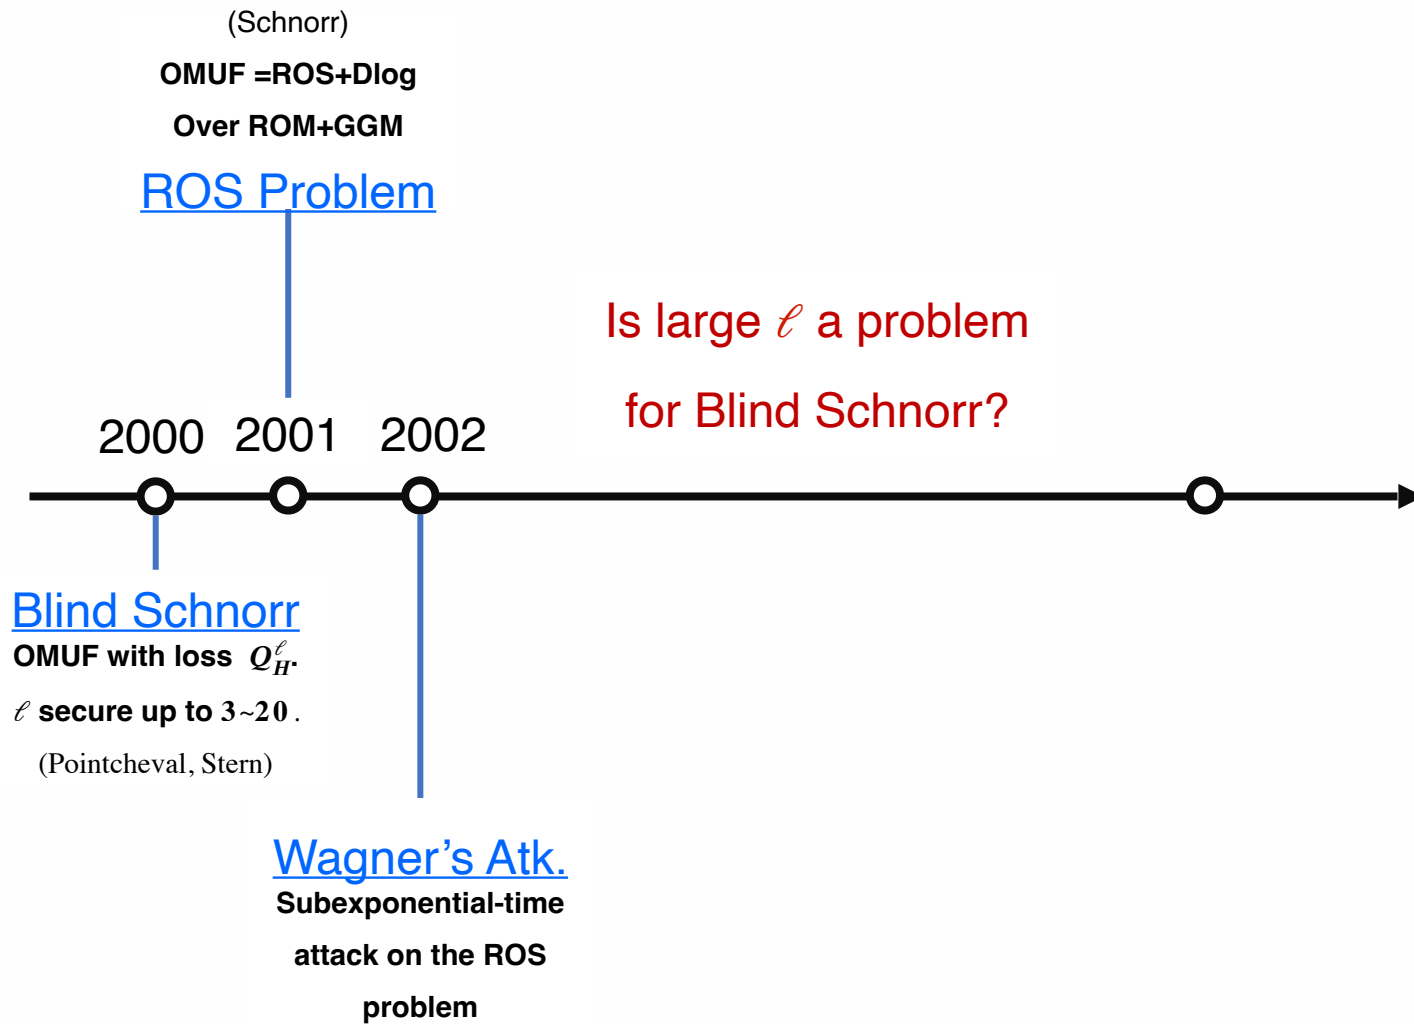 (Schnorr)
OMUF =ROS+Dlog
Over ROM+GGM
ROS Problem
Is large ℓ a problem
for Blind Schnorr?
2000 2001 2002
Blind Schnorr
OMUF with loss Q_H^ℓ.
ℓ secure up to 3~20 .
(Pointcheval, Stern)
Wagner’s Atk.
Subexponential-time
attack on the ROS
problem